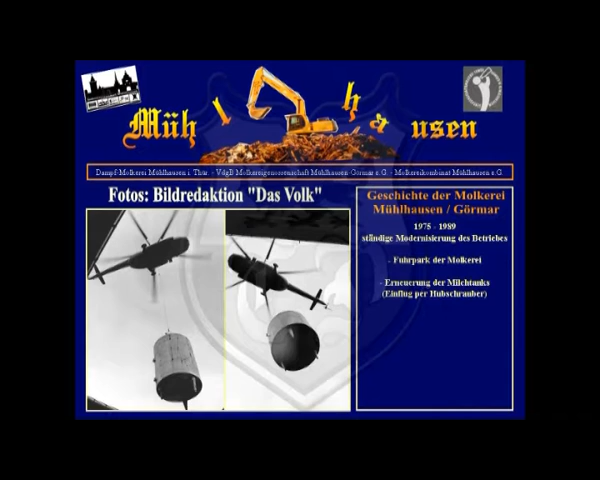 Mühlhausen
Dampf-Molkerei Mühlhausen i. Thür. - VdgB Molkereigenossenschaft Mühlhausen-Görmar e.G. - Molkereikombinat Mühlhausen e.G.
Fotos: Bildredaktion "Das Volk"
Geschichte der Molkerei
Mühlhausen / Görmar
1975 - 1989
ständige Modernisierung des Betriebes
- Fuhrpark der Molkerei
- Erneuerung der Milchtanks
(Einflug per Hubschrauber)